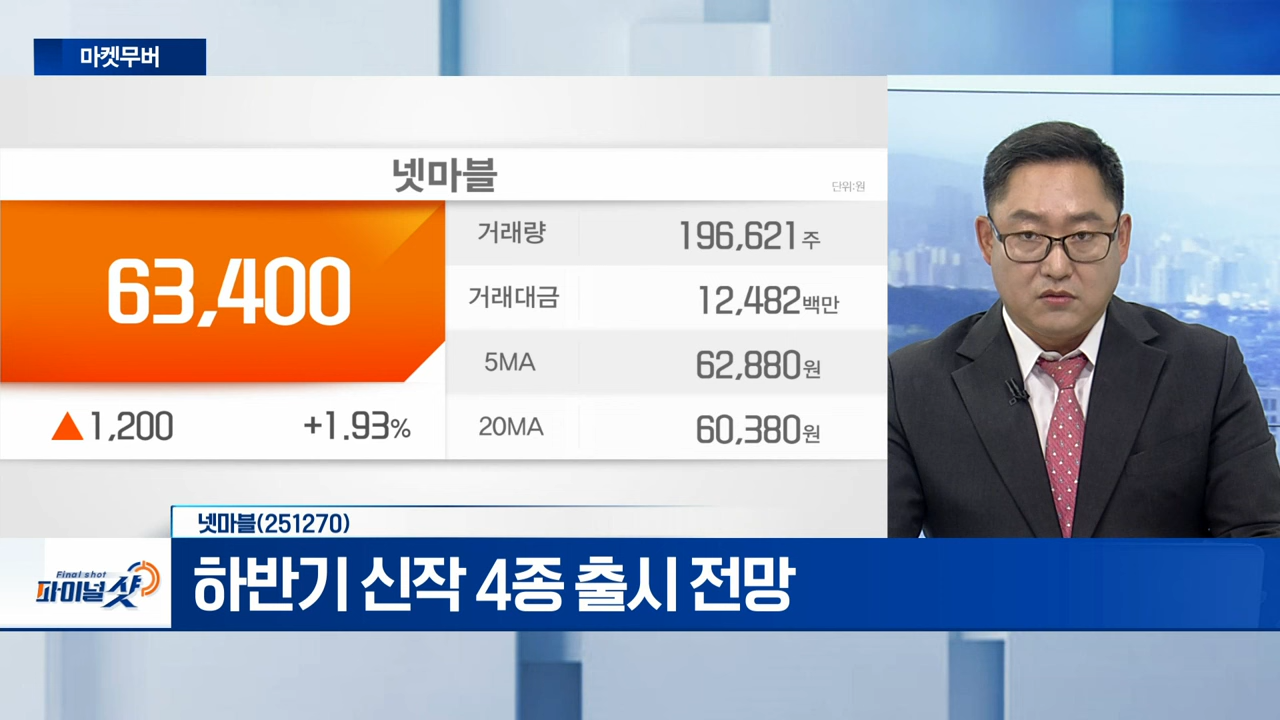 마켓무버
넷마블
단위:원
63,400
▲1,200 +1.93%
거래량 196,621주
거래대금 12,482백만
5MA 62,880원
20MA 60,380원
넷마블(251270)
Final shot
파이널샷
하반기 신작 4종 출시 전망